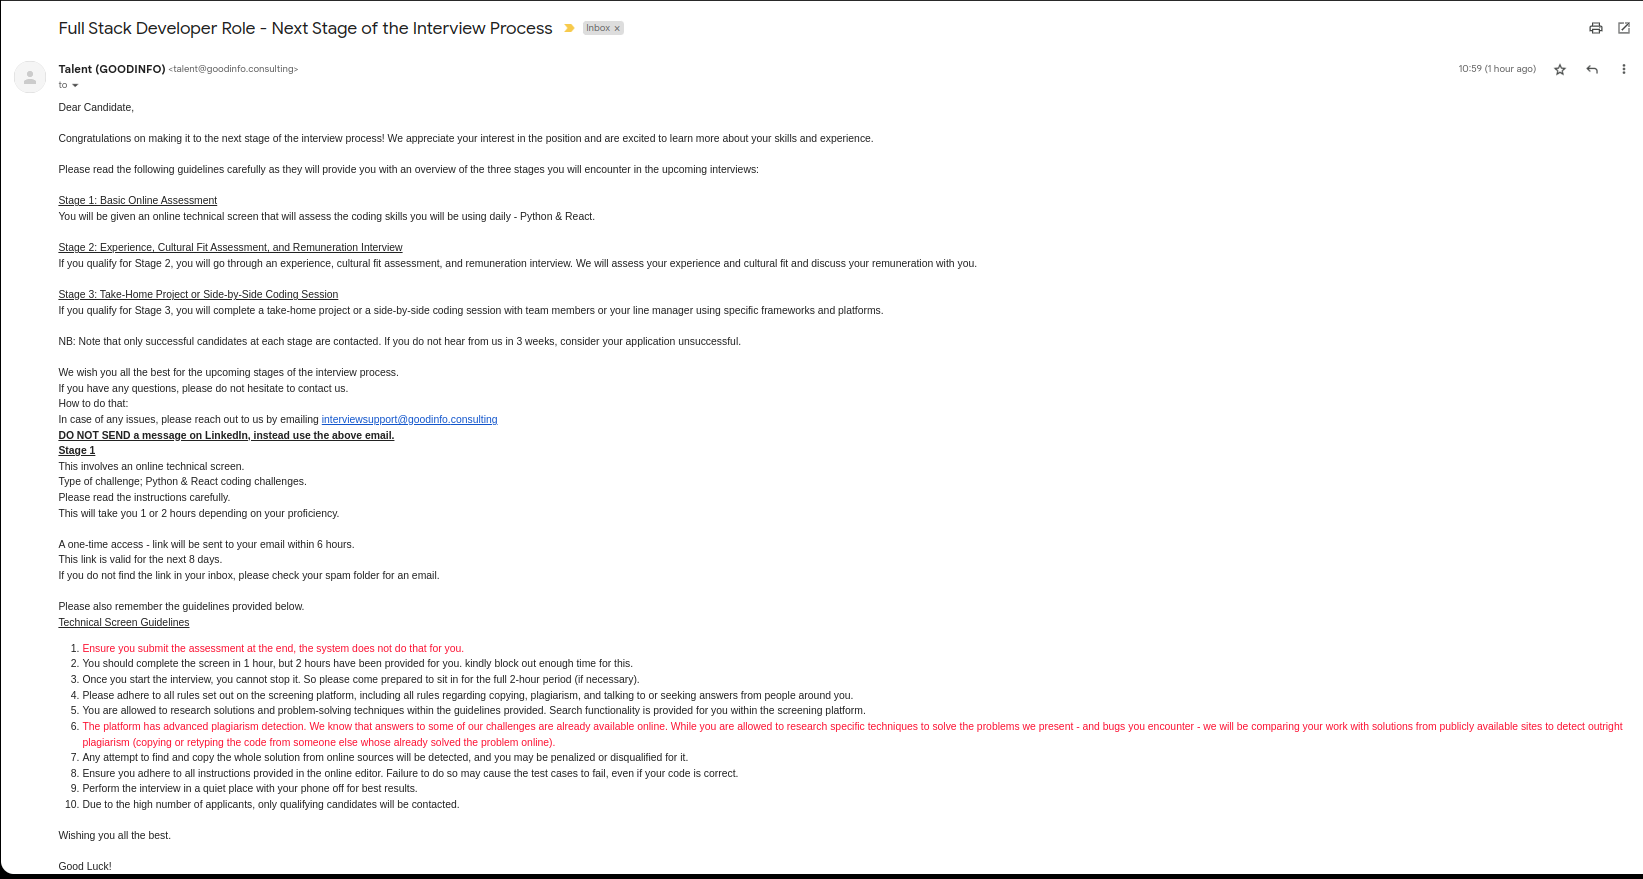 Full Stack Developer Role - Next Stage of the Interview Process Inbox ×
Talent (GOODINFO) <talent@goodinfo.consulting> 10:59 (1 hour ago)
to
Dear Candidate,
Congratulations on making it to the next stage of the interview process! We appreciate your interest in the position and are excited to learn more about your skills and experience.
Please read the following guidelines carefully as they will provide you with an overview of the three stages you will encounter in the upcoming interviews:
Stage 1: Basic Online Assessment
You will be given an online technical screen that will assess the coding skills you will be using daily - Python & React.
Stage 2: Experience, Cultural Fit Assessment, and Remuneration Interview
If you qualify for Stage 2, you will go through an experience, cultural fit assessment, and remuneration interview. We will assess your experience and cultural fit and discuss your remuneration with you.
Stage 3: Take-Home Project or Side-by-Side Coding Session
If you qualify for Stage 3, you will complete a take-home project or a side-by-side coding session with team members or your line manager using specific frameworks and platforms.
NB: Note that only successful candidates at each stage are contacted. If you do not hear from us in 3 weeks, consider your application unsuccessful.
We wish you all the best for the upcoming stages of the interview process.
If you have any questions, please do not hesitate to contact us.
How to do that:
In case of any issues, please reach out to us by emailing interviewsupport@goodinfo.consulting
DO NOT SEND a message on LinkedIn, instead use the above email.
Stage 1
This involves an online technical screen.
Type of challenge; Python & React coding challenges.
Please read the instructions carefully.
This will take you 1 or 2 hours depending on your proficiency.
A one-time access - link will be sent to your email within 6 hours.
This link is valid for the next 8 days.
If you do not find the link in your inbox, please check your spam folder for an email.
Please also remember the guidelines provided below.
Technical Screen Guidelines
1. Ensure you submit the assessment at the end, the system does not do that for you.
2. You should complete the screen in 1 hour, but 2 hours have been provided for you. kindly block out enough time for this.
3. Once you start the interview, you cannot stop it. So please come prepared to sit in for the full 2-hour period (if necessary).
4. Please adhere to all rules set out on the screening platform, including all rules regarding copying, plagiarism, and talking to or seeking answers from people around you.
5. You are allowed to research solutions and problem-solving techniques within the guidelines provided. Search functionality is provided for you within the screening platform.
6. The platform has advanced plagiarism detection. We know that answers to some of our challenges are already available online. While you are allowed to research specific techniques to solve the problems we present - and bugs you encounter - we will be comparing your work with solutions from publicly available sites to detect outright
plagiarism (copying or retyping the code from someone else whose already solved the problem online).
7. Any attempt to find and copy the whole solution from online sources will be detected, and you may be penalized or disqualified for it.
8. Ensure you adhere to all instructions provided in the online editor. Failure to do so may cause the test cases to fail, even if your code is correct.
9. Perform the interview in a quiet place with your phone off for best results.
10. Due to the high number of applicants, only qualifying candidates will be contacted.
Wishing you all the best.
Good Luck!